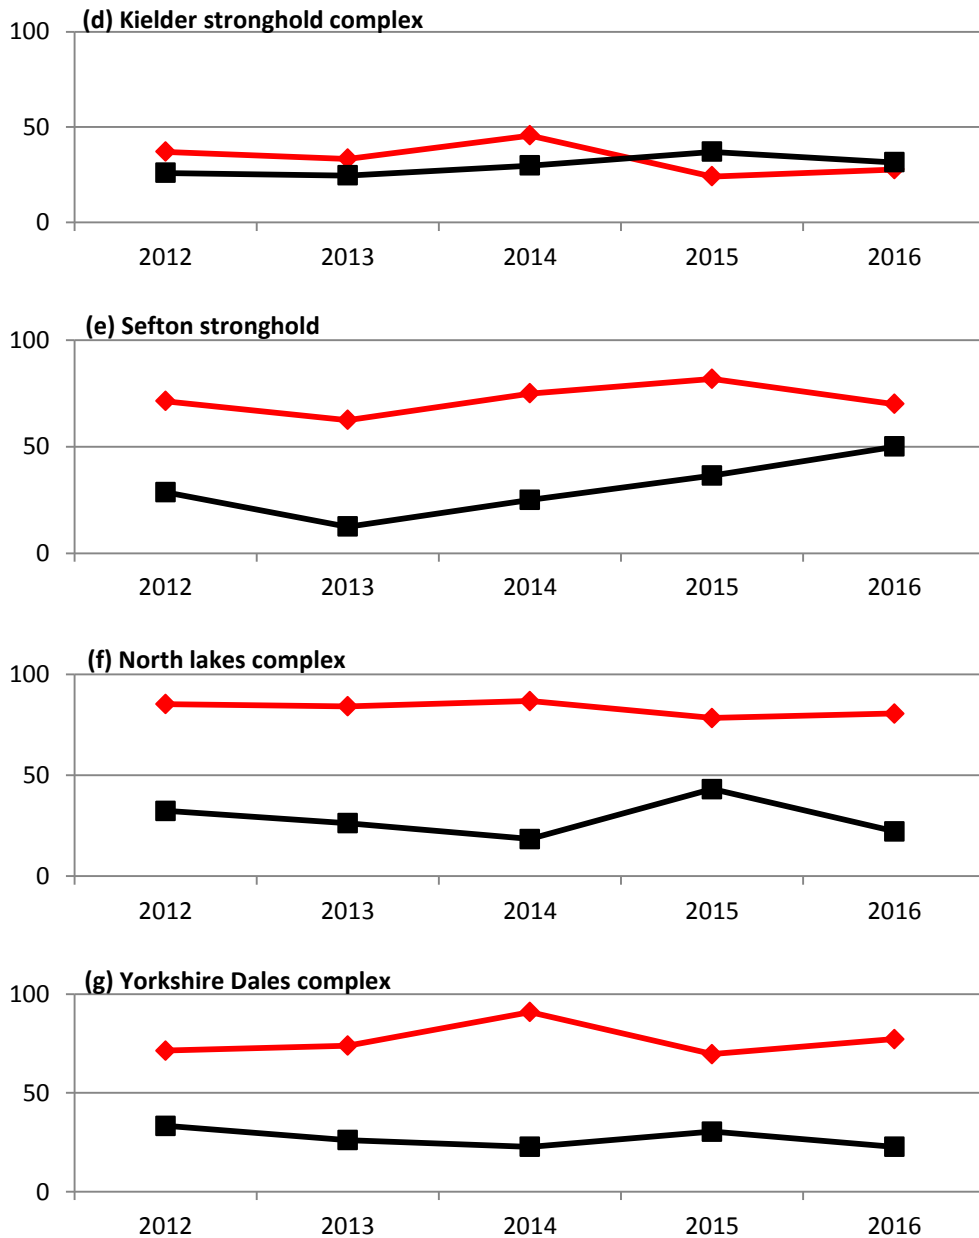 (d) Kielder stronghold complex
100
50
0
2012 2013 2014 2015 2016
(e) Sefton stronghold
100
50
0
2012 2013 2014 2015 2016
(f) North lakes complex
100
50
0
2012 2013 2014 2015 2016
(g) Yorkshire Dales complex
100
50
0
2012 2013 2014 2015 2016